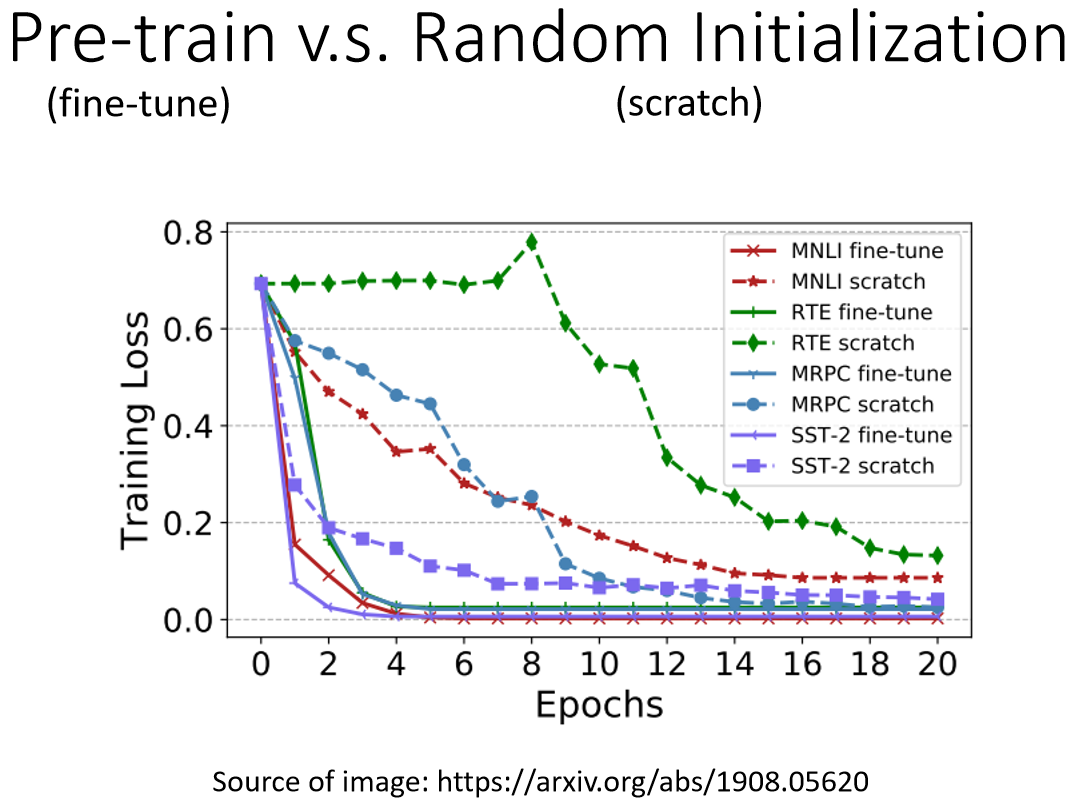 Pre-train v.s. Random Initialization
(fine-tune) (scratch)
0.8
0.6
0.4
0.2
0.0
Training Loss
MNLI fine-tune
MNLI scratch
RTE fine-tune
RTE scratch
MRPC fine-tune
MRPC scratch
SST-2 fine-tune
SST-2 scratch
0 2 4 6 8 10 12 14 16 18 20
Epochs
Source of image: https://arxiv.org/abs/1908.05620